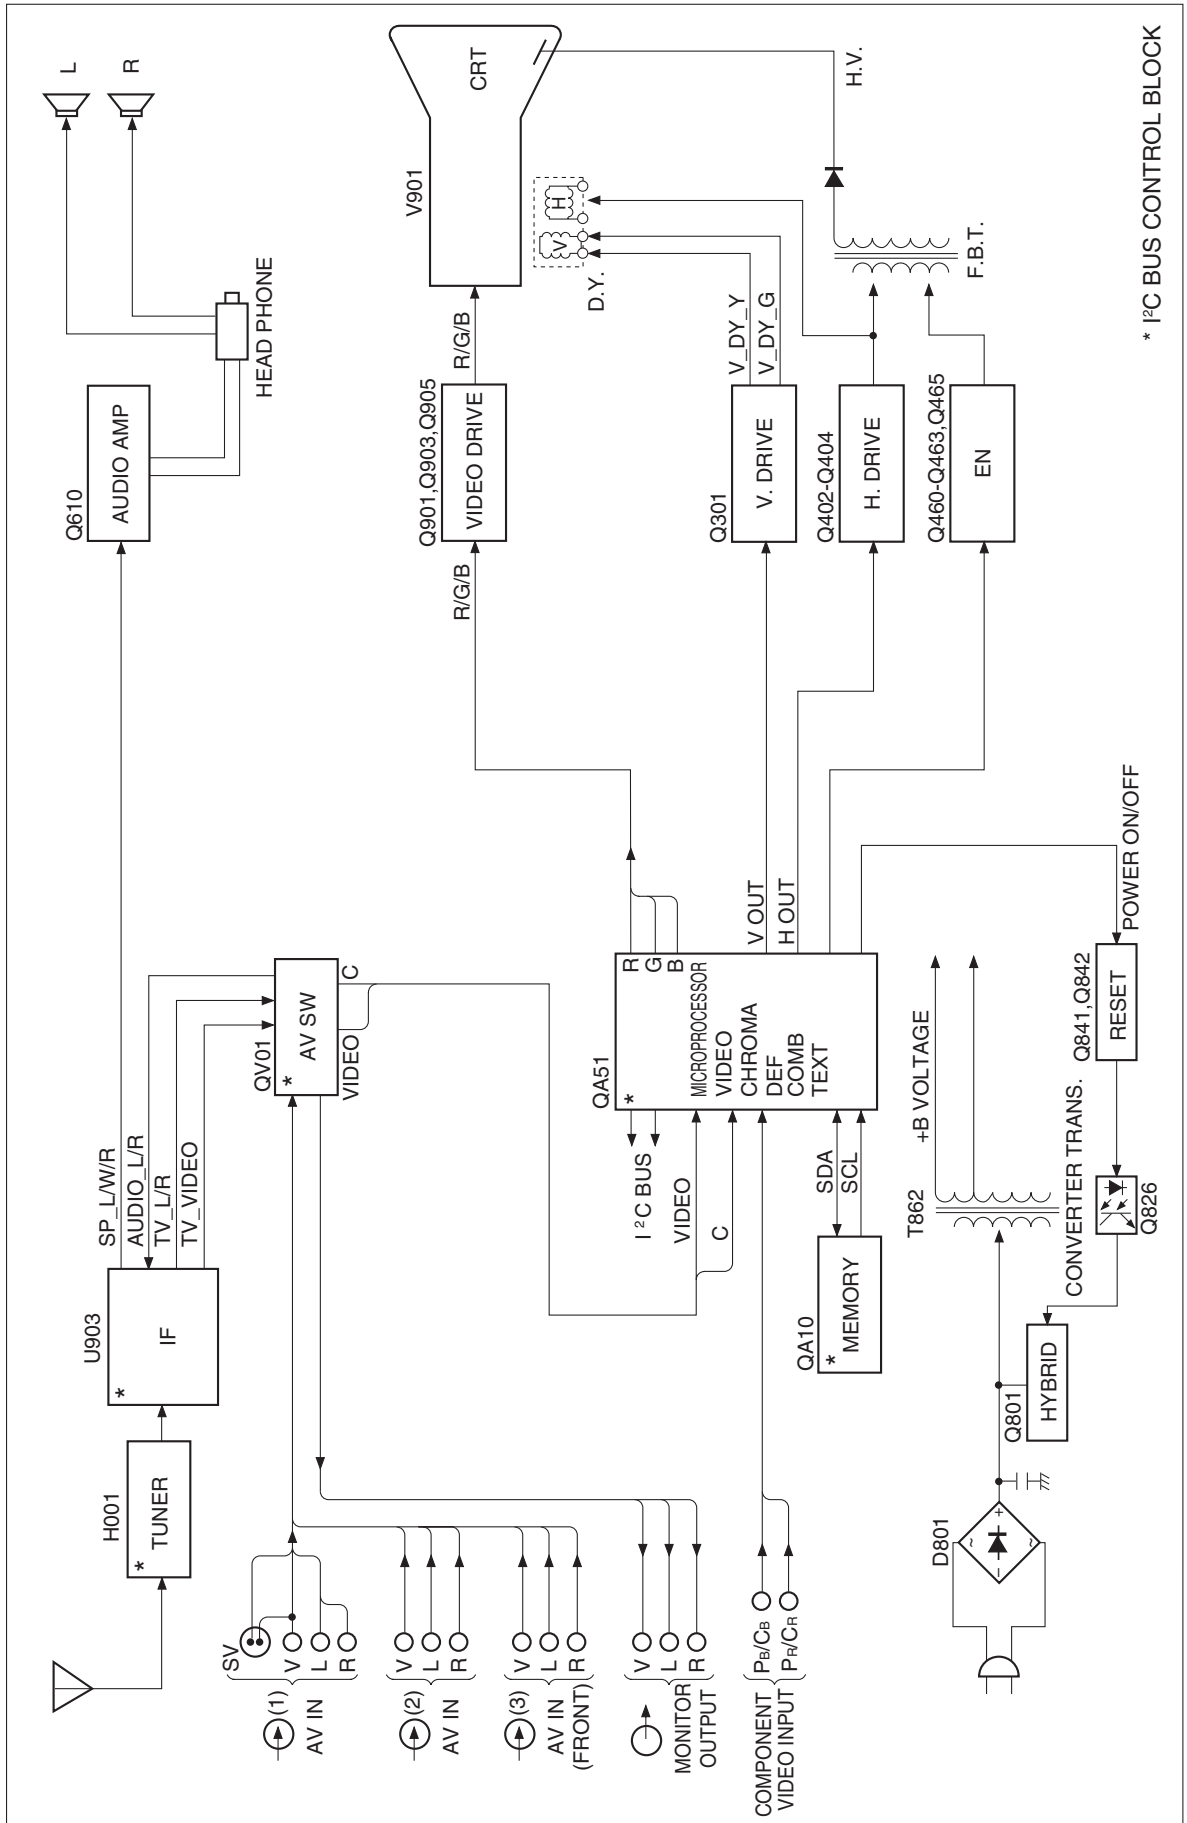 H001
* TUNER
U903
* IF
SP_L/W/R
AUDIO_L/R
TV_L/R
TV_VIDEO
Q610
AUDIO AMP
HEAD PHONE
L
R
QV01
* AV SW
VIDEO
C
SV
V
L
R
(1)
AV IN
V
L
R
(2)
AV IN
V
L
R
(3)
AV IN
(FRONT)
V
L
R
MONITOR
OUTPUT
PB/CB
PR/CR
COMPONENT
VIDEO INPUT
QA51
*
R
G
B
MICROPROCESSOR
VIDEO
CHROMA
DEF
COMB
TEXT
I²C BUS
VIDEO
C
SDA
SCL
QA10
* MEMORY
V OUT
H OUT
R/G/B
Q901,Q903,Q905
VIDEO DRIVE
R/G/B
V901
CRT
Q301
V. DRIVE
V_DY_Y
V_DY_G
V
H
D.Y.
Q402-Q404
H. DRIVE
Q460-Q463,Q465
EN
F.B.T.
H.V.
D801
~
+
−
~
Q801
HYBRID
T862
CONVERTER TRANS.
+B VOLTAGE
Q826
Q841,Q842
RESET
POWER ON/OFF
* I²C BUS CONTROL BLOCK